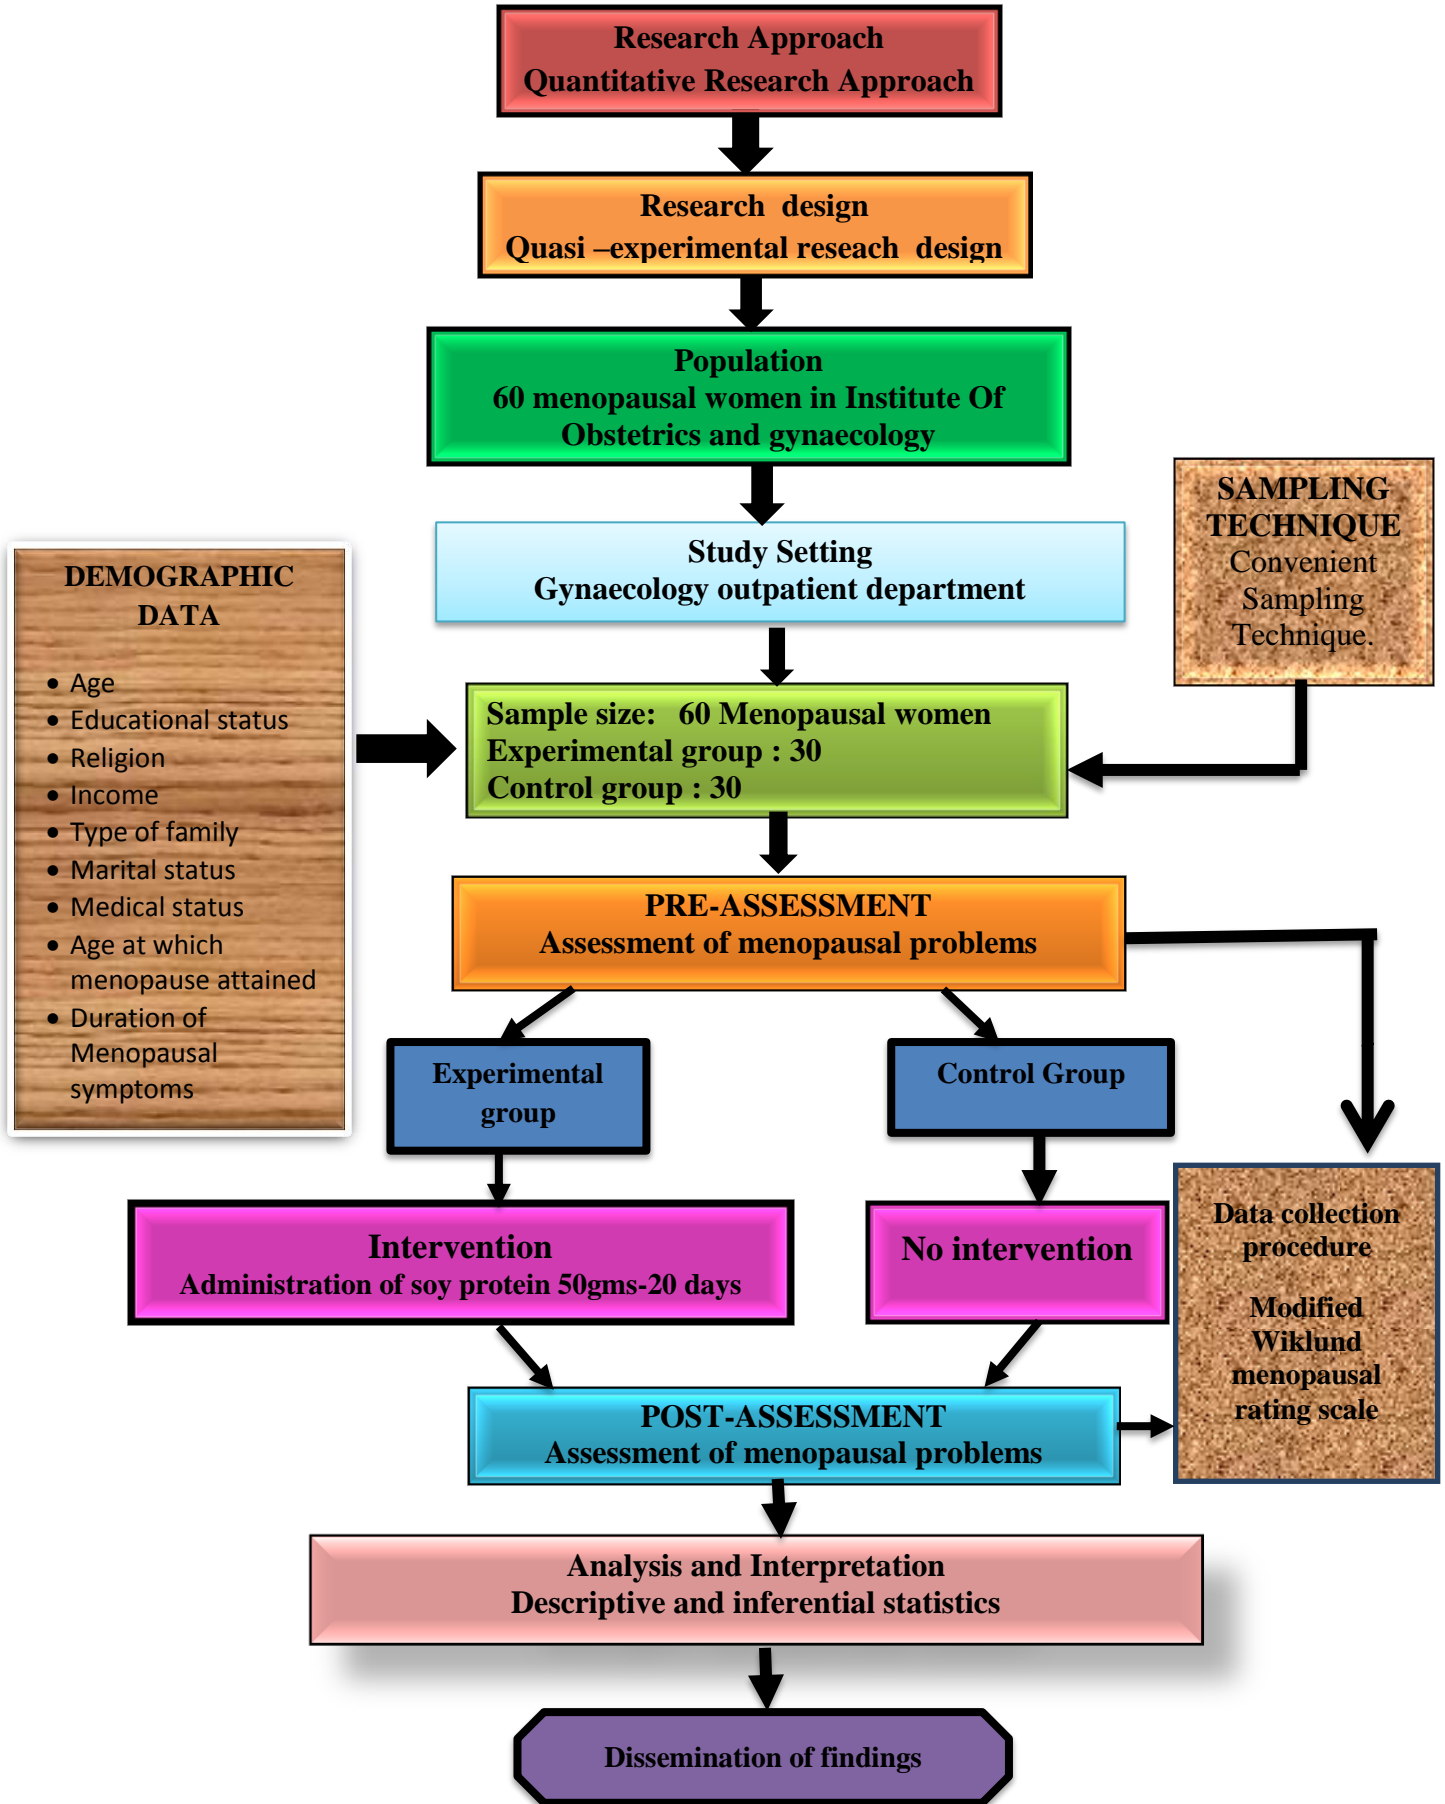 Research Approach
Quantitative Research Approach
Research design
Quasi –experimental reseach design
Population
60 menopausal women in Institute Of
Obstetrics and gynaecology
SAMPLING
TECHNIQUE
Convenient
Sampling
Technique.
Study Setting
Gynaecology outpatient department
DEMOGRAPHIC
DATA
• Age
• Educational status
• Religion
• Income
• Type of family
• Marital status
• Medical status
• Age at which
menopause attained
• Duration of
Menopausal
symptoms
Sample size: 60 Menopausal women
Experimental group : 30
Control group : 30
PRE-ASSESSMENT
Assessment of menopausal problems
Experimental
group
Control Group
Intervention
Administration of soy protein 50gms-20 days
No intervention
Data collection
procedure
Modified
Wiklund
menopausal
rating scale
POST-ASSESSMENT
Assessment of menopausal problems
Analysis and Interpretation
Descriptive and inferential statistics
Dissemination of findings